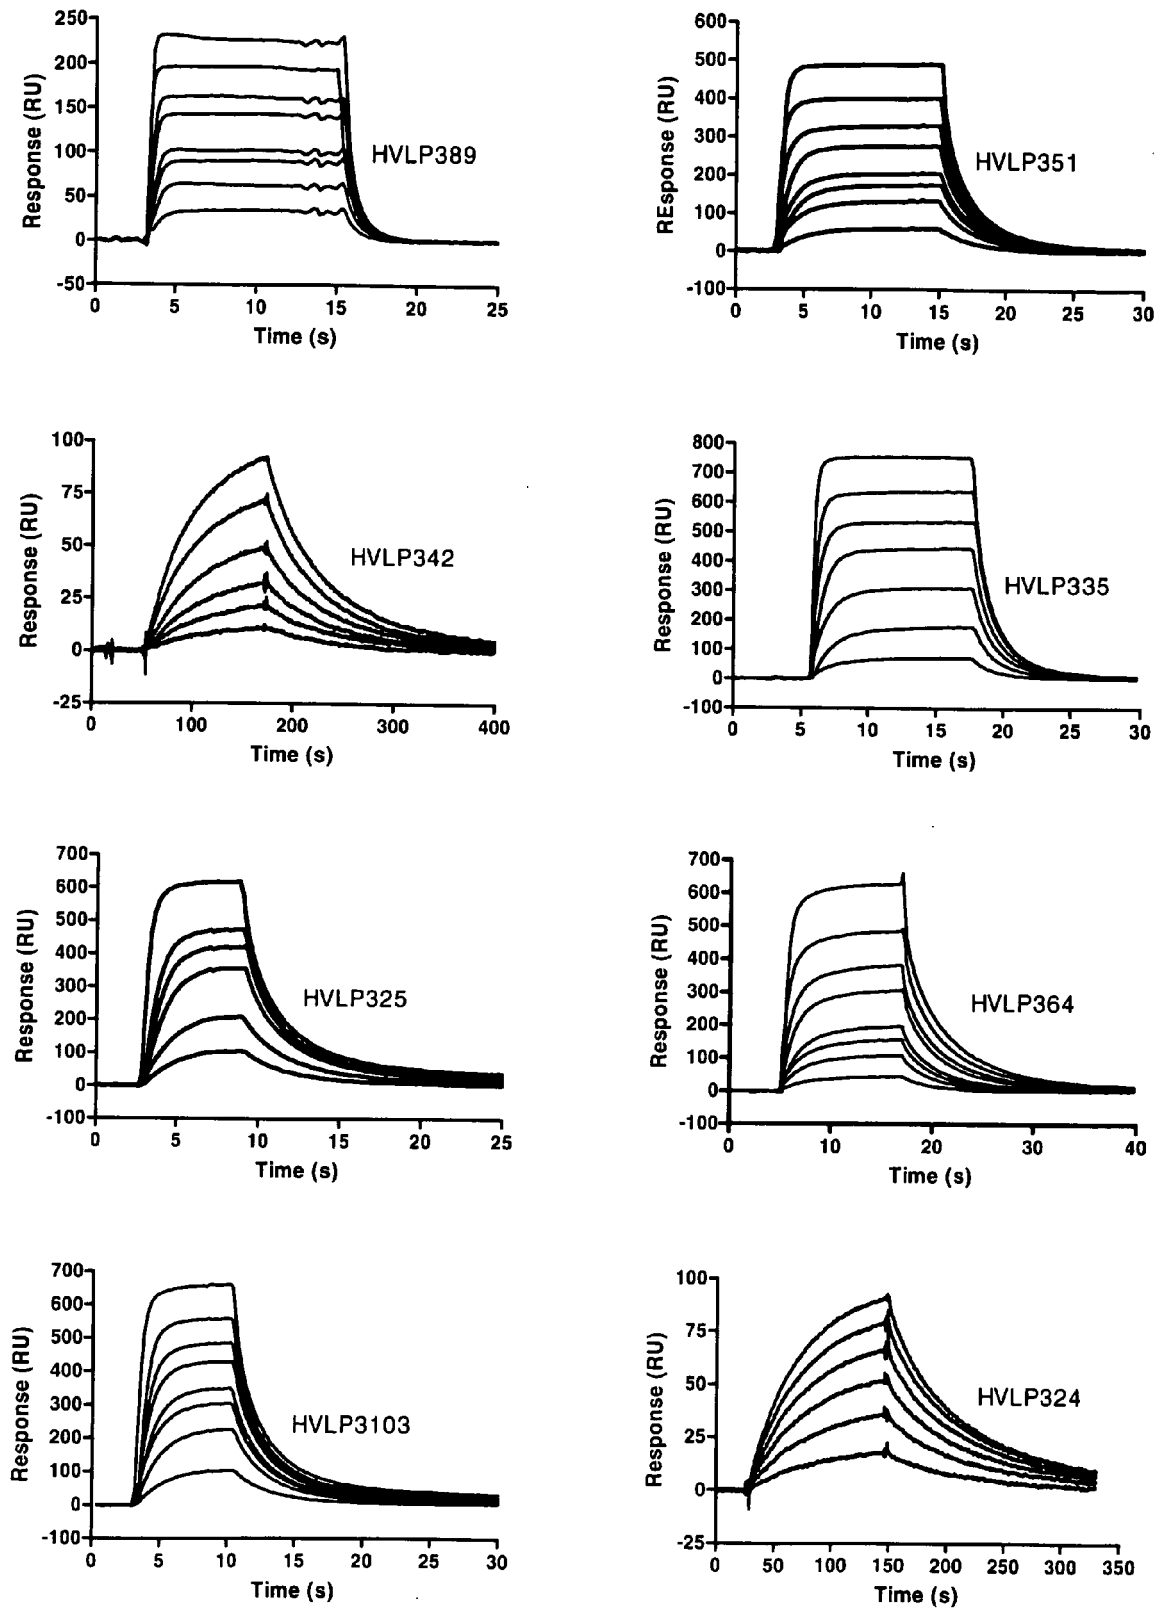 250
200
150
100
50
0
-50
Response (RU)
HVLP389
0 5 10 15 20 25
Time (s)
600
500
400
300
200
100
0
-100
REsponse (RU)
HVLP351
0 5 10 15 20 25 30
Time (s)
100
75
50
25
0
-25
Response (RU)
HVLP342
0 100 200 300 400
Time (s)
800
700
600
500
400
300
200
100
0
-100
Response (RU)
HVLP335
0 5 10 15 20 25 30
Time (s)
700
600
500
400
300
200
100
0
-100
Response (RU)
HVLP325
0 5 10 15 20 25
Time (s)
700
600
500
400
300
200
100
0
-100
Response (RU)
HVLP364
0 10 20 30 40
Time (s)
700
600
500
400
300
200
100
0
-100
Response (RU)
HVLP3103
0 5 10 15 20 25 30
Time (s)
100
75
50
25
0
-25
Response (RU)
HVLP324
0 50 100 150 200 250 300 350
Time (s)